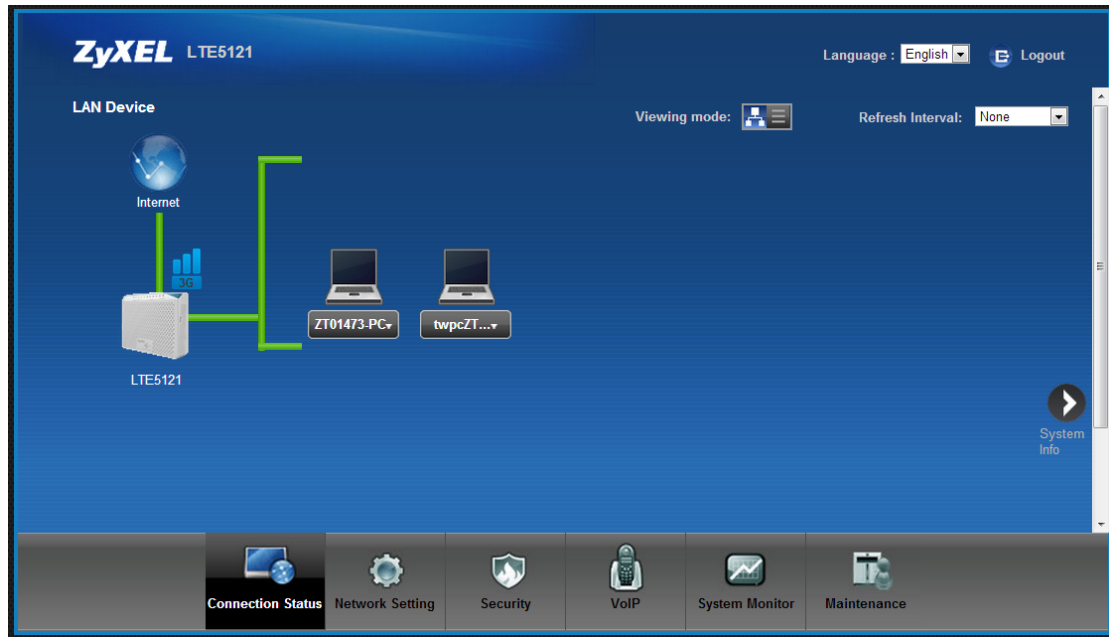 ZyXEL LTE5121
Language : English
Logout
LAN Device
Viewing mode:
Refresh Interval: None
Internet
3G
ZT01473-PC
twpcZT...
LTE5121
System
Info
Connection Status
Network Setting
Security
VoIP
System Monitor
Maintenance